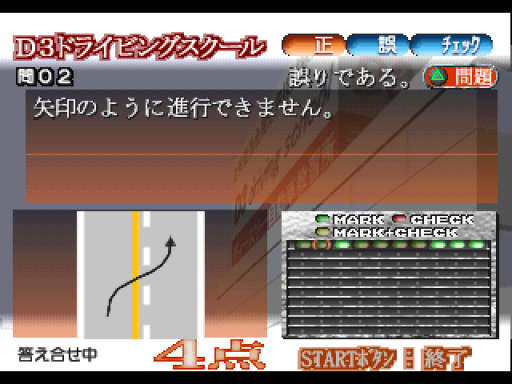 D3ドライビングスクール
正 誤 チェック
問02
誤りである。 問題
矢印のように進行できません。
MARK CHECK
MARK+CHECK
答え合せ中
4点
STARTボタン:終了